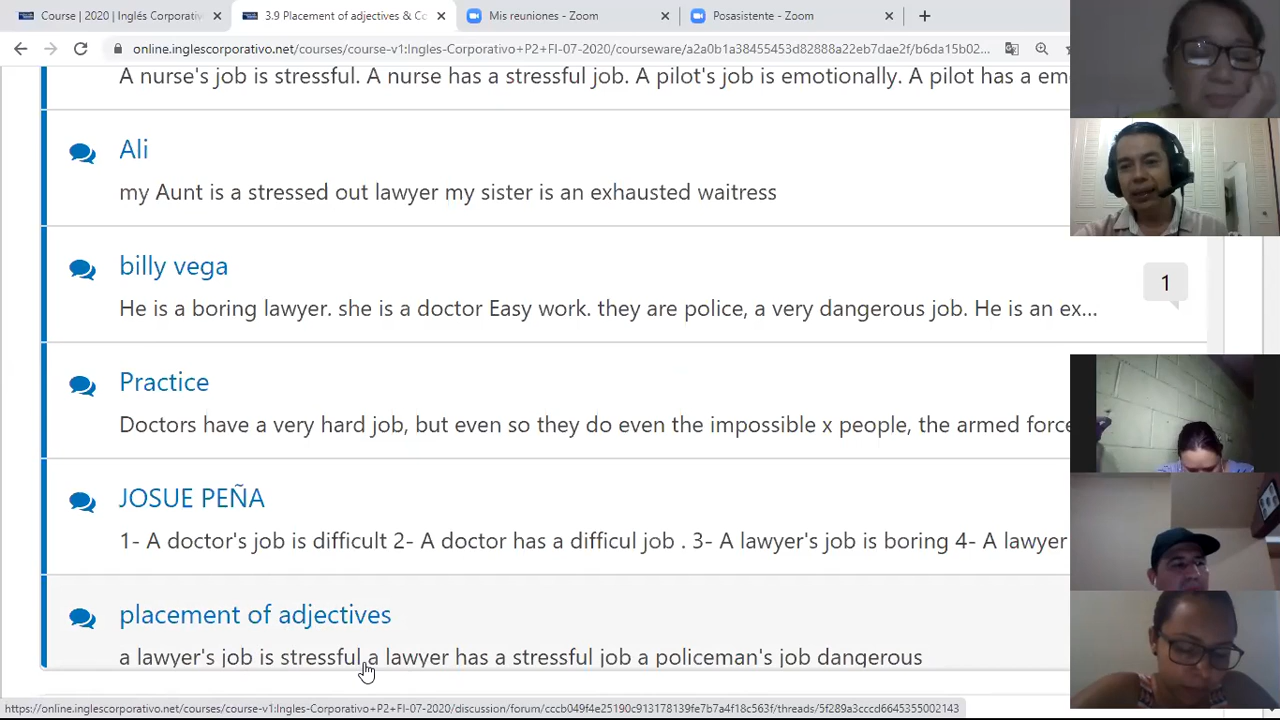 Course | 2020 | Inglés Corporativ
3.9 Placement of adjectives & Co
Mis reuniones - Zoom
Posasistente - Zoom
online.inglescorporativo.net/courses/course-v1:Ingles-Corporativo+P2+FI-07-2020/courseware/a2a0b1a38455453d82888a22eb7dae2f/b6da15b02...
A nurse's job is stressful. A nurse has a stressful job. A pilot's job is emotionally. A pilot has a em
Ali
my Aunt is a stressed out lawyer my sister is an exhausted waitress
billy vega
1
He is a boring lawyer. she is a doctor Easy work. they are police, a very dangerous job. He is an ex...
Practice
Doctors have a very hard job, but even so they do even the impossible x people, the armed force
JOSUE PEÑA
1- A doctor's job is difficult 2- A doctor has a difficul job . 3- A lawyer's job is boring 4- A lawyer
placement of adjectives
a lawyer's job is stressful a lawyer has a stressful job a policeman's job dangerous
https://online.inglescorporativo.net/courses/course-v1:Ingles-Corporativo+P2+FI-07-2020/discussion/forum/cccb049f4e25190c913178139fe7b7a4f18c563f/threads/5f289a3cccd6645355002143